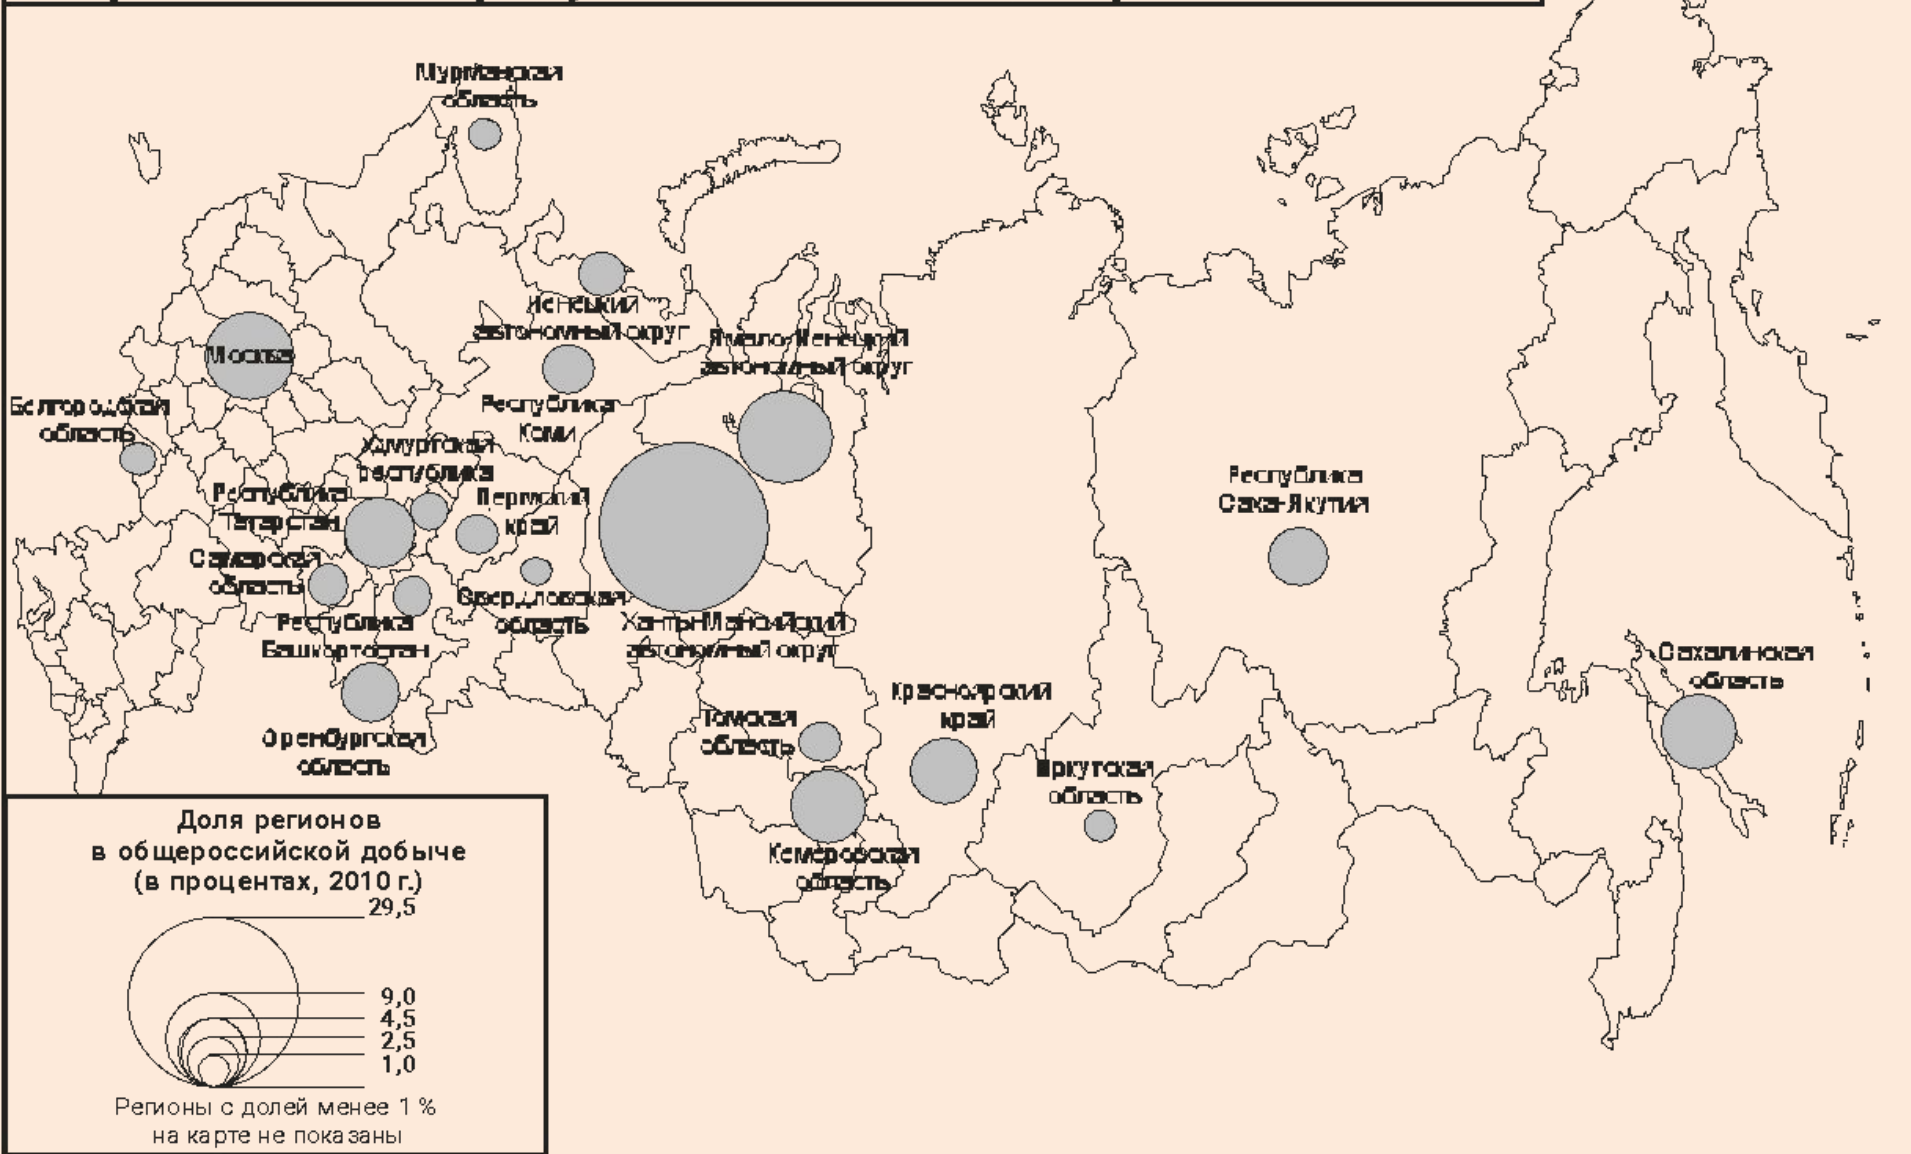 Мурманская
область
Ненецкий
автономный округ
Ямало-Ненецкий
автономный округ
Москва
Республика
Коми
Белгородская
область
республика
Республика
Татарстан
Пермский
край
Самарская
область
Свердловская
область
Республика
Башкортостан
Ханты-Мансийский
автономный округ
Республика
Саха-Якутия
Сахалинская
область
Красноярский
край
Томская
область
Оренбургская
область
Иркутская
область
Кемеровская
область
Доля регионов
в общероссийской добыче
(в процентах, 2010 г.)
29,5
9,0
4,5
2,5
1,0
Регионы с долей менее 1 %
на карте не показаны